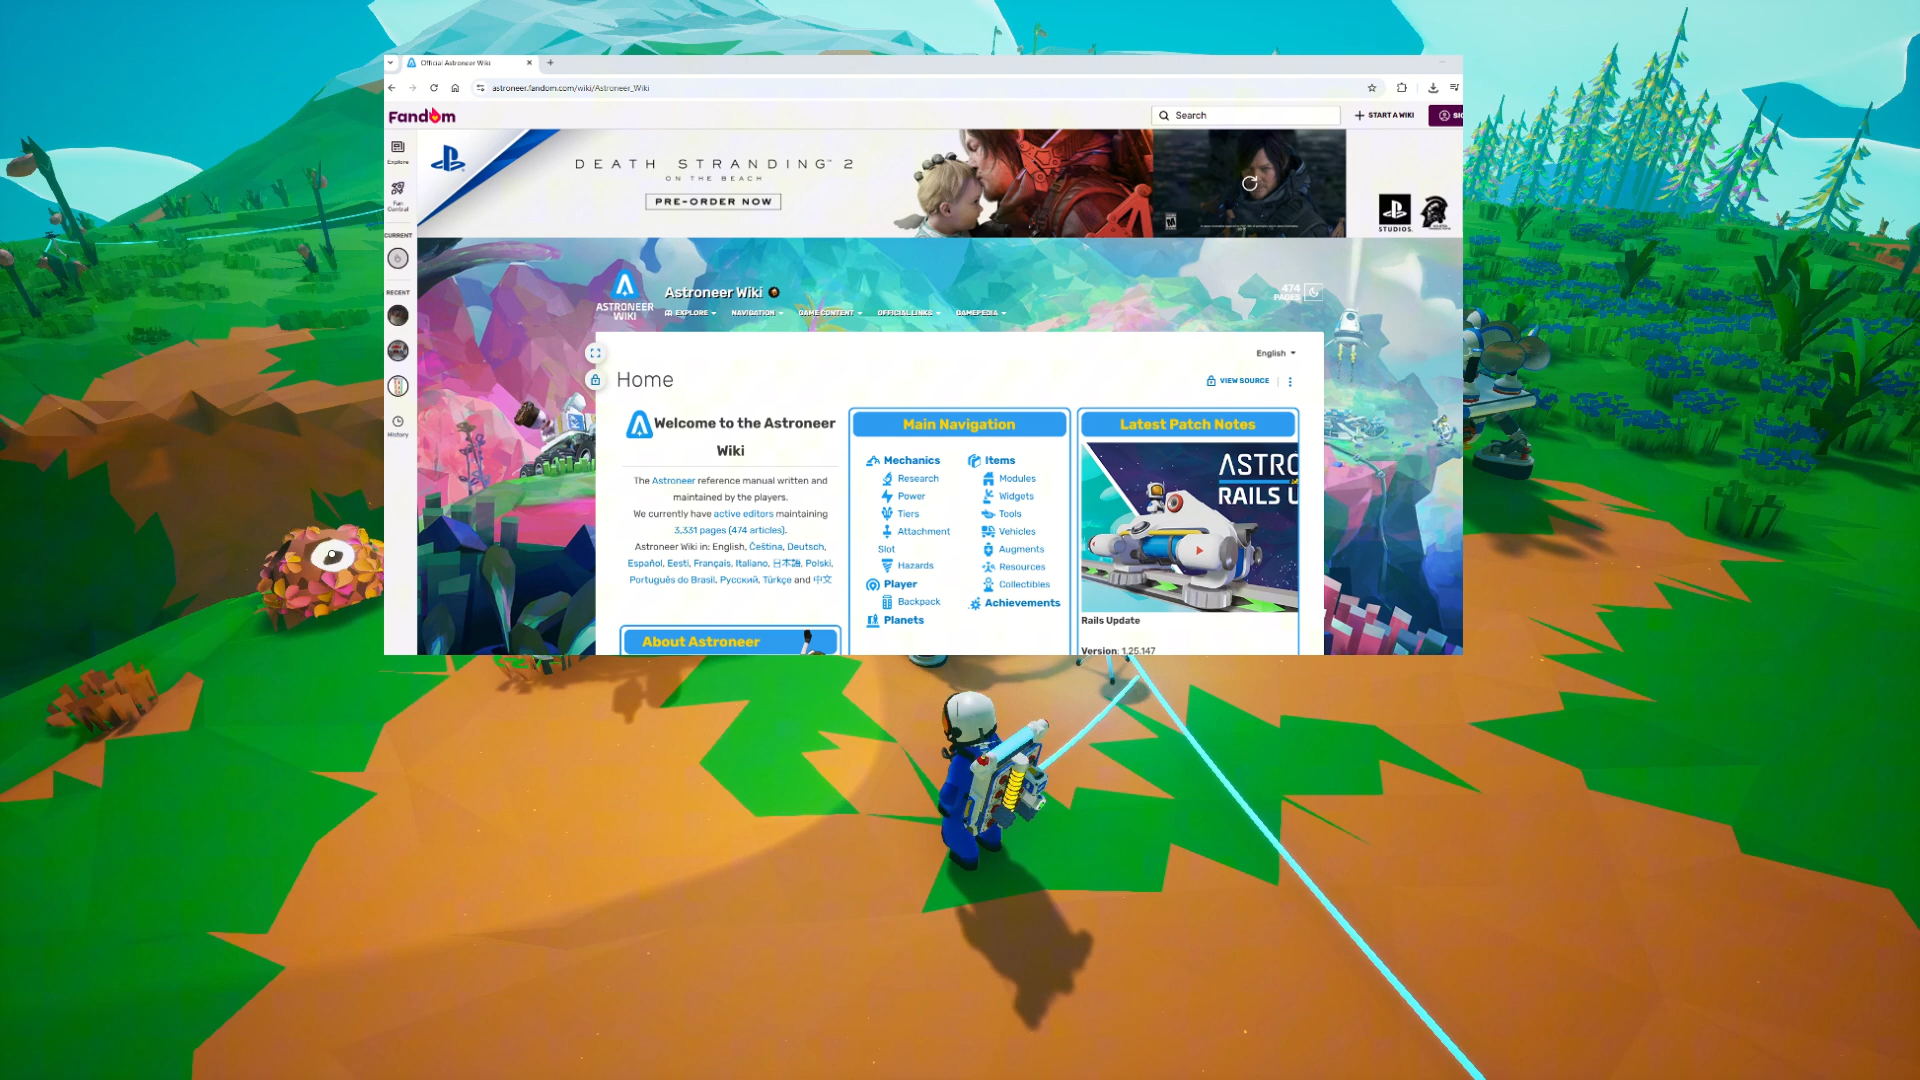 Official Astroneer Wiki
astroneer.fandom.com/wiki/Astroneer_Wiki
Fandom
Search
START A WIKI
Explore
Fan
Central
CURRENT
RECENT
History
DEATH STRANDING™ 2
ON THE BEACH
PRE-ORDER NOW
STUDIOS
ASTRONEER
WIKI
Astroneer Wiki
474
PAGES
EXPLORE
NAVIGATION
GAME CONTENT
OFFICIAL LINKS
GAMEPEDIA
English
Home
VIEW SOURCE
Welcome to the Astroneer
Wiki
The Astroneer reference manual written and
maintained by the players.
We currently have active editors maintaining
3,331 pages (474 articles).
Astroneer Wiki in: English, Čeština, Deutsch,
Español, Eesti, Français, Italiano, 日本語, Polski,
Português do Brasil, Русский, Türkçe and 中文
About Astroneer
Main Navigation
Mechanics
Research
Power
Tiers
Attachment
Slot
Hazards
Player
Backpack
Planets
Items
Modules
Widgets
Tools
Vehicles
Augments
Resources
Collectibles
Achievements
Latest Patch Notes
ASTRO
RAILS U
Rails Update
Version: 1.25.147